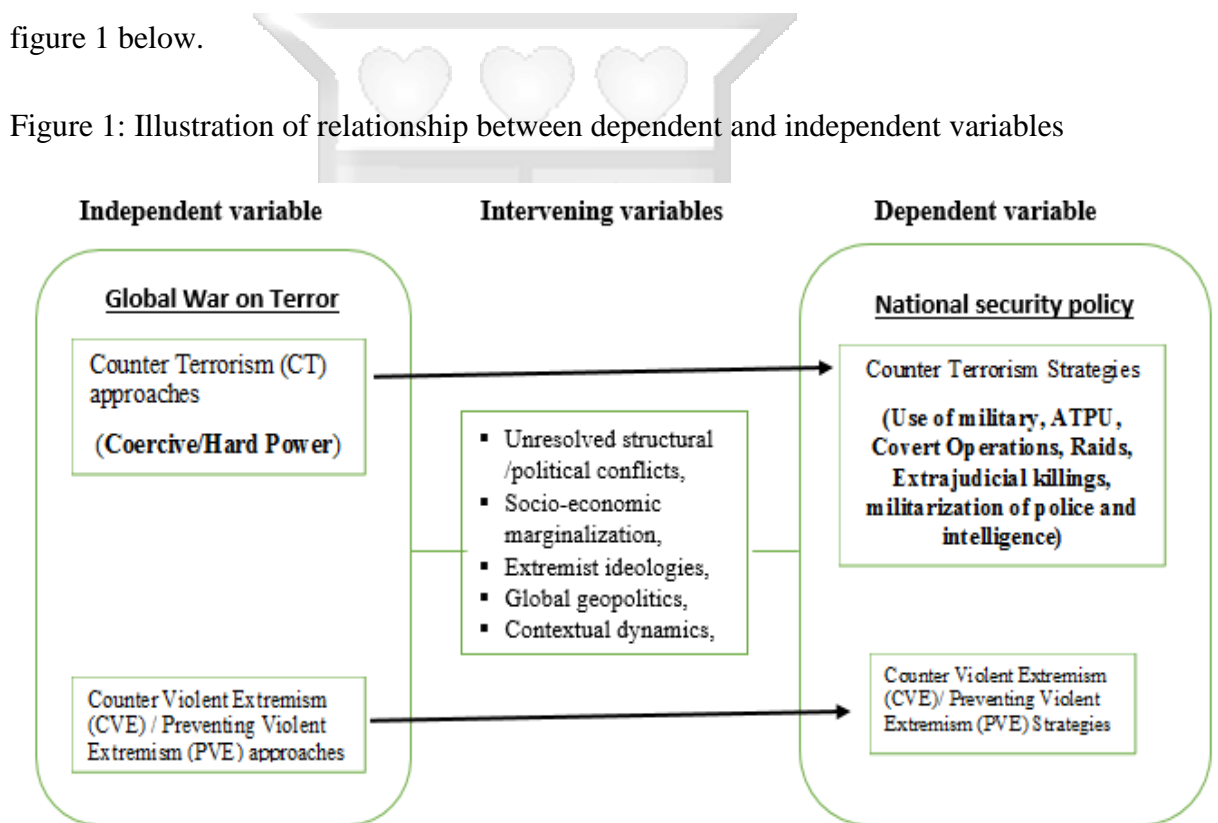 figure 1 below.
Figure 1: Illustration of relationship between dependent and independent variables
Independent variable
Intervening variables
Dependent variable
Global War on Terror
Counter Terrorism (CT)
approaches
(Coercive/Hard Power)
Counter Violent Extremism
(CVE) / Preventing Violent
Extremism (PVE) approaches
▪ Unresolved structural
/political conflicts,
▪ Socio-economic
marginalization,
▪ Extremist ideologies,
▪ Global geopolitics,
▪ Contextual dynamics,
National security policy
Counter Terrorism Strategies
(Use of military, ATPU,
Covert Operations, Raids,
Extrajudicial killings,
militarization of police and
intelligence)
Counter Violent Extremism
(CVE)/ Preventing Violent
Extremism (PVE) Strategies